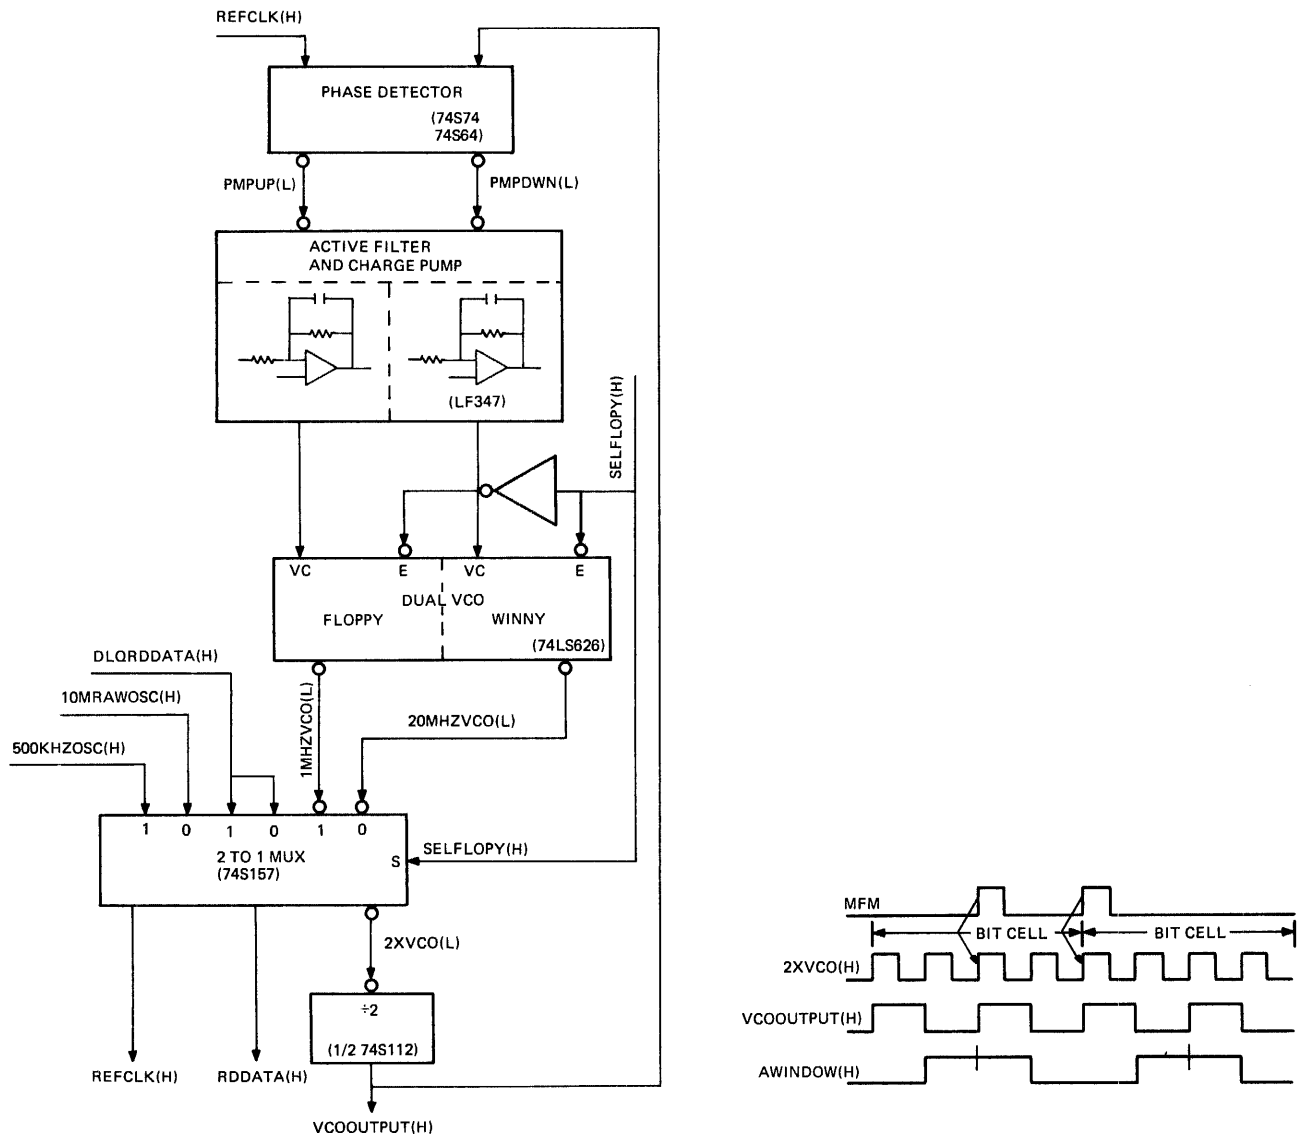 REFCLK(H)
PHASE DETECTOR
(74S74
74S64)
PMPUP(L)
PMPDWN(L)
ACTIVE FILTER
AND CHARGE PUMP
(LF347)
SELFLOPY(H)
VC
E
VC
E
DUAL VCO
FLOPPY
WINNY
(74LS626)
DLQRDDATA(H)
10MRAWOSC(H)
500KHZOSC(H)
1MHZVCO(L)
20MHZVCO(L)
1 0 1 0 1 0
2 TO 1 MUX
(74S157)
S
SELFLOPY(H)
2XVCO(L)
÷2
(1/2 74S112)
REFCLK(H)
RDDATA(H)
VCOOUTPUT(H)
MFM
BIT CELL
BIT CELL
2XVCO(H)
VCOOUTPUT(H)
AWINDOW(H)